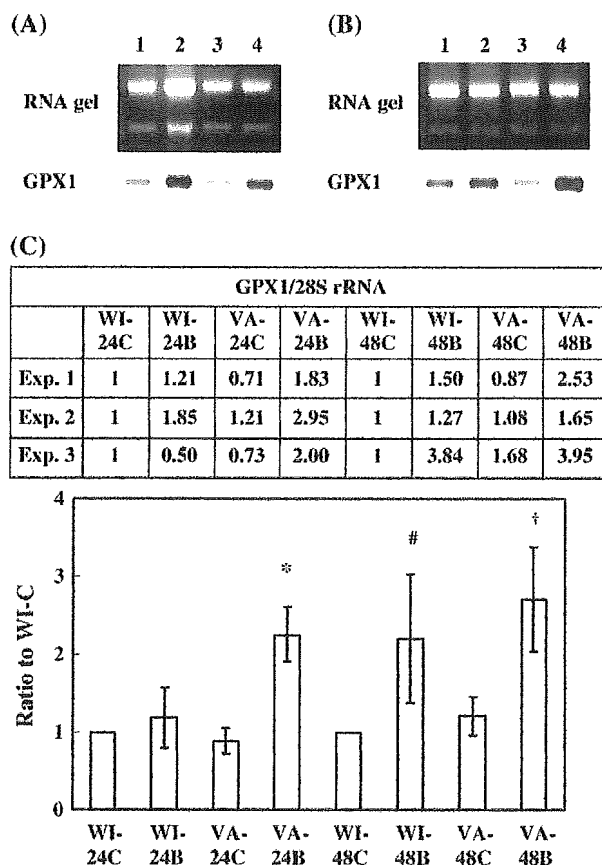 (A)
1 2 3 4
RNA gel
GPX1
(B)
1 2 3 4
RNA gel
GPX1
(C)
GPX1/28S rRNA
WI-24C WI-24B VA-24C VA-24B WI-48C WI-48B VA-48C VA-48B
Exp. 1 1 1.21 0.71 1.83 1 1.50 0.87 2.53
Exp. 2 1 1.85 1.21 2.95 1 1.27 1.08 1.65
Exp. 3 1 0.50 0.73 2.00 1 3.84 1.68 3.95
Ratio to WI-C
4
3
2
1
0
* # †
WI-24C WI-24B VA-24C VA-24B WI-48C WI-48B VA-48C VA-48B